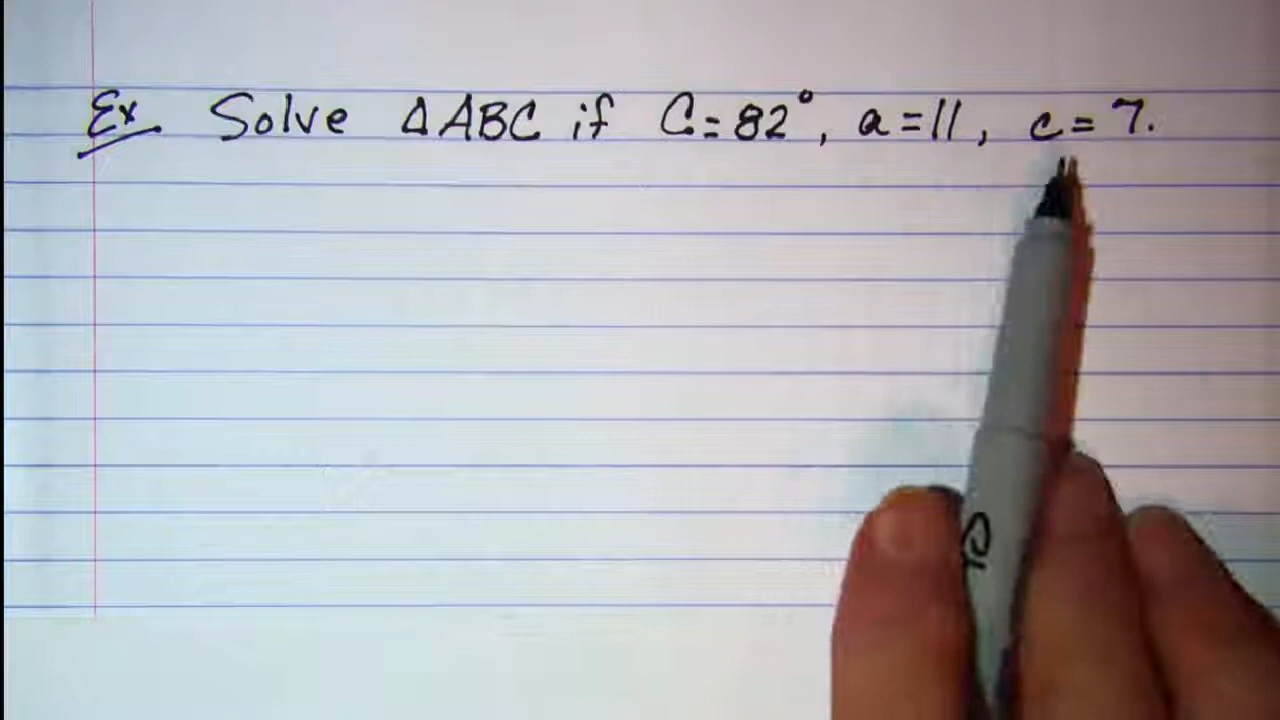 Ex Solve ΔABC if C=82°, a=11, c=7.